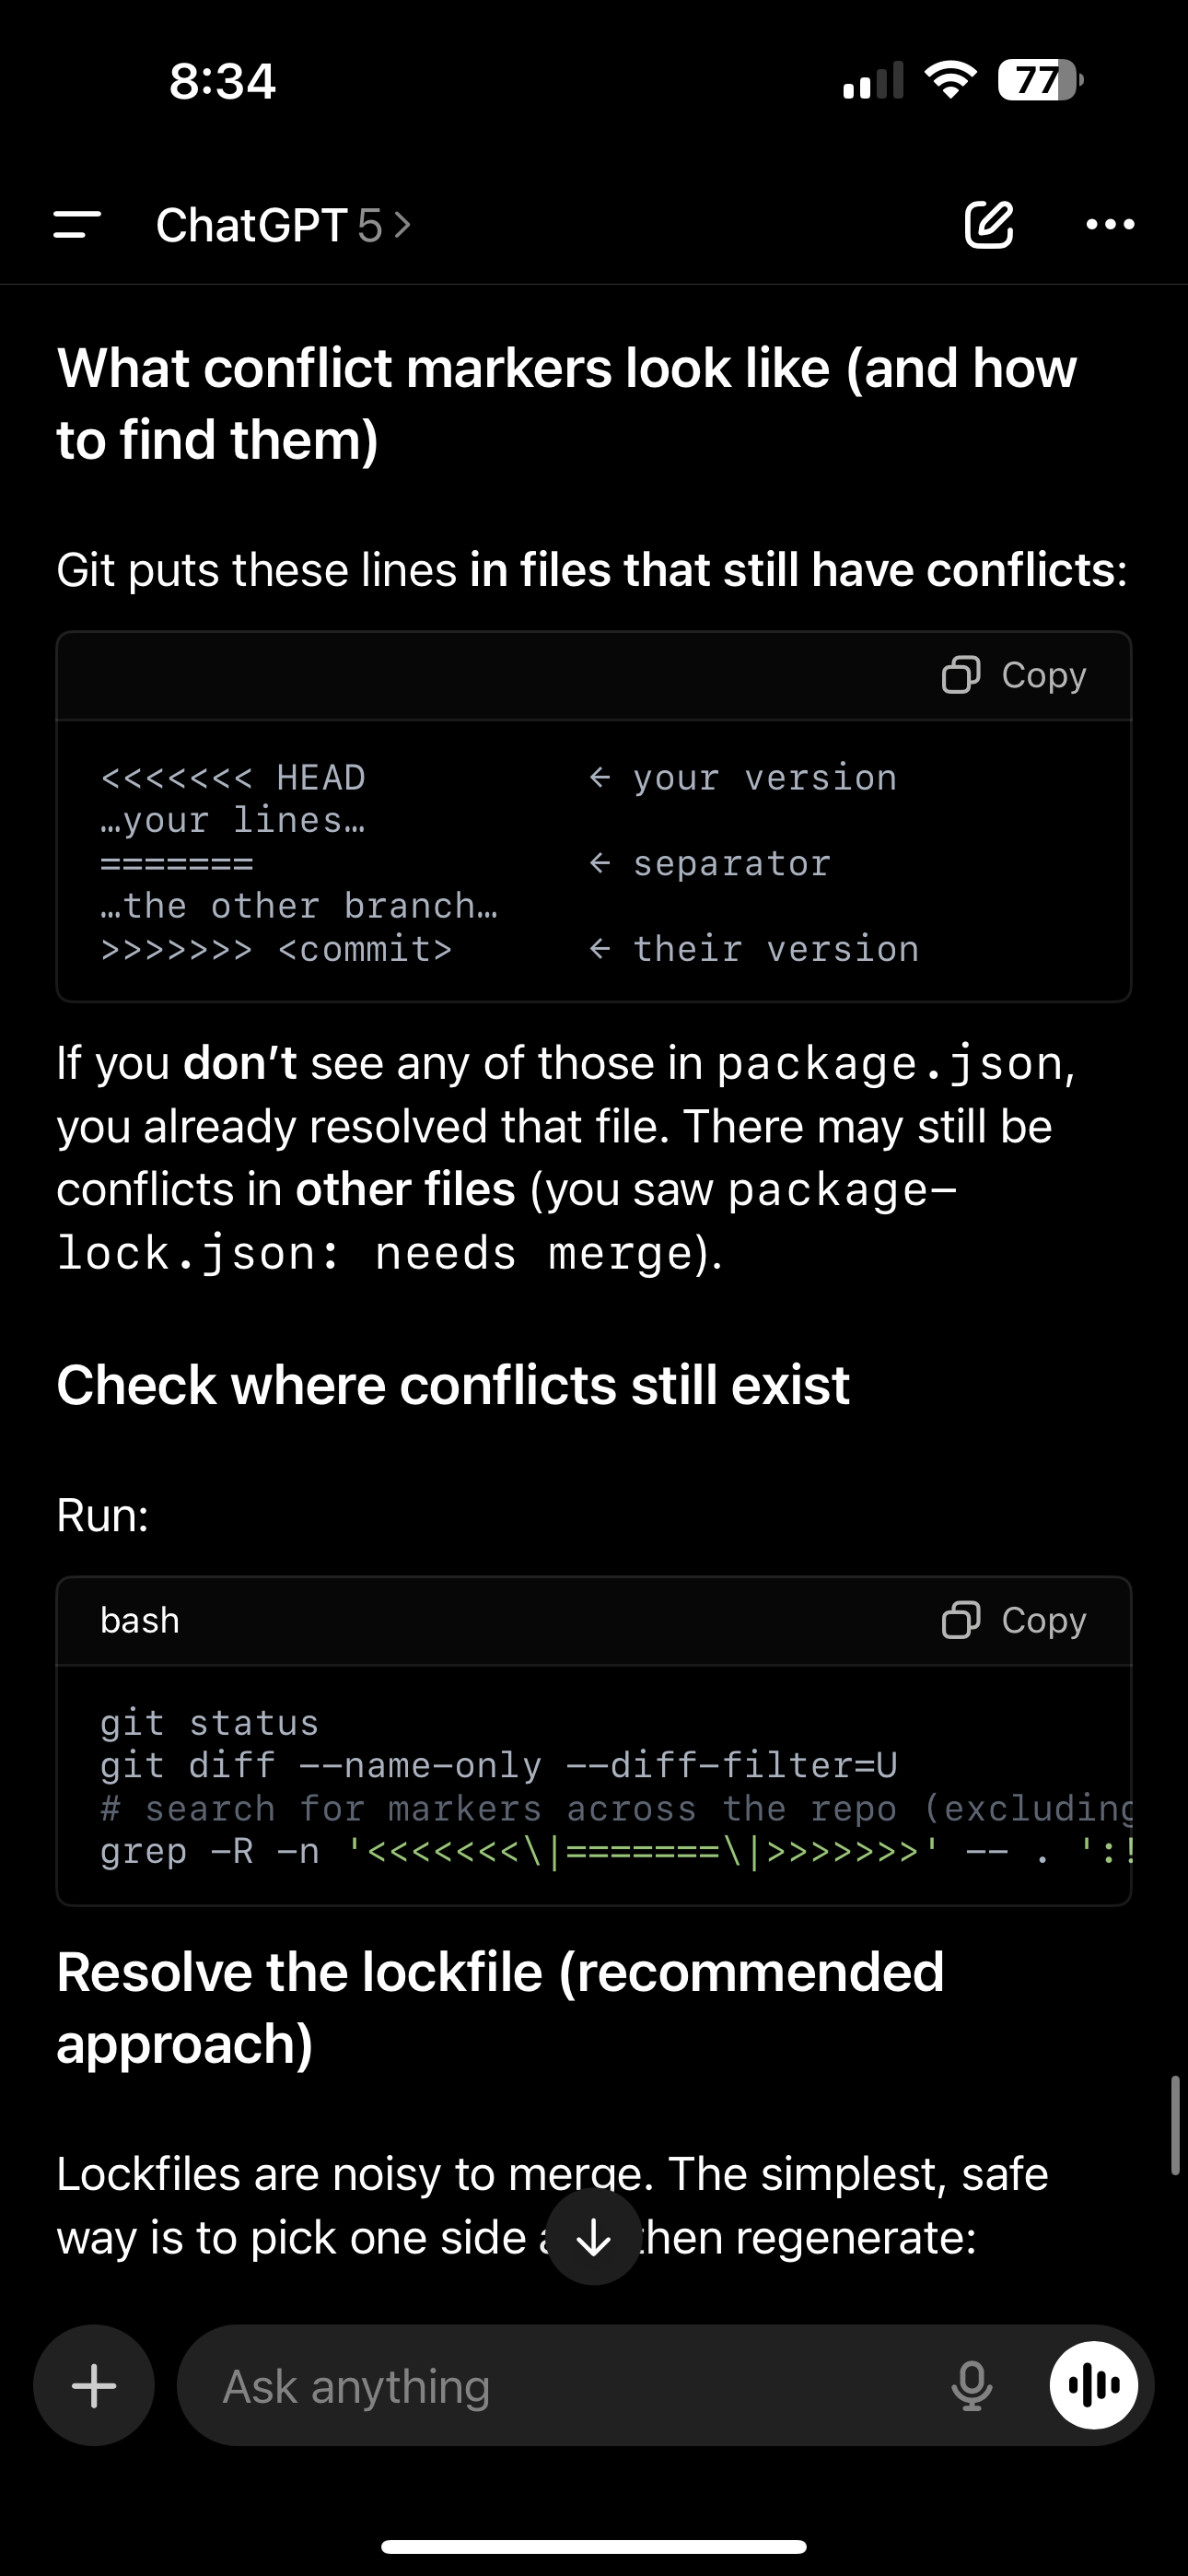 8:34
77
ChatGPT 5 >
What conflict markers look like (and how
to find them)
Git puts these lines in files that still have conflicts:
Copy
<<<<<<< HEAD          ← your version
…your lines…
=======               ← separator
…the other branch…
>>>>>>> <commit>      ← their version
If you don’t see any of those in package.json,
you already resolved that file. There may still be
conflicts in other files (you saw package-
lock.json: needs merge).
Check where conflicts still exist
Run:
bash
Copy
git status
git diff --name-only --diff-filter=U
# search for markers across the repo (excluding
grep -R -n '<<<<<<<\|=======\|>>>>>>>' -- . ':!
Resolve the lockfile (recommended
approach)
Lockfiles are noisy to merge. The simplest, safe
way is to pick one side then regenerate:
Ask anything